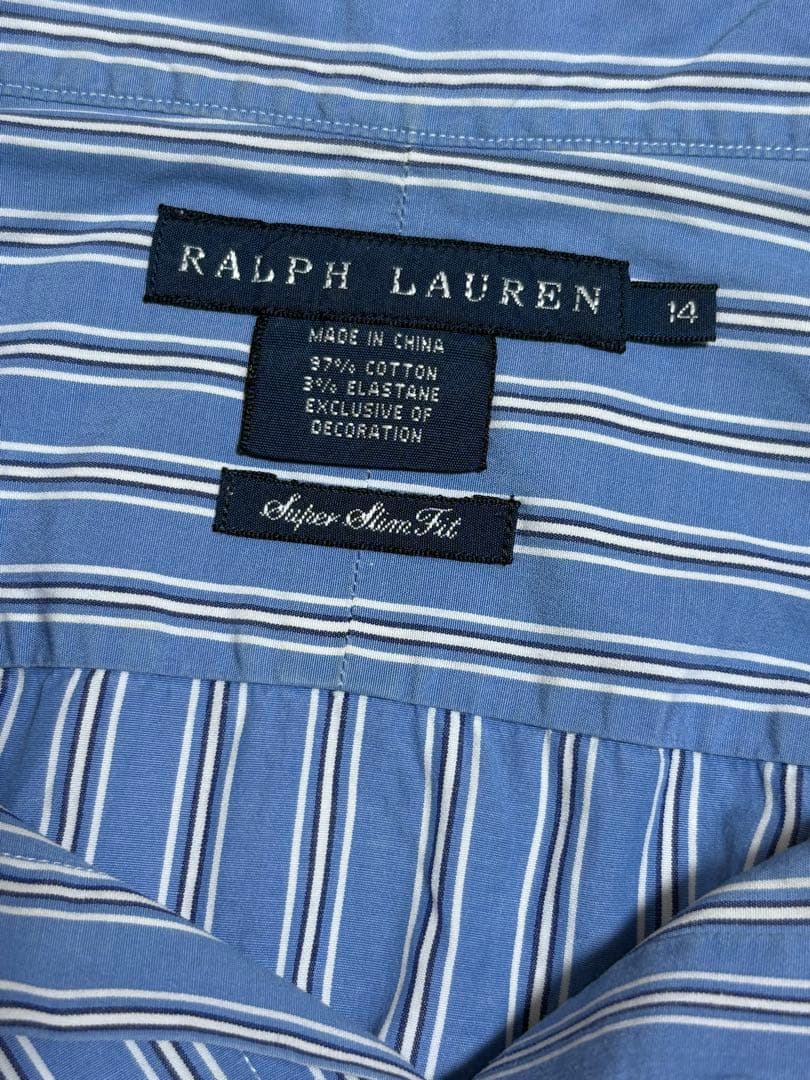 RALPH LAUREN
14
MADE IN CHINA
97% COTTON
3% ELASTANE
EXCLUSIVE OF
DECORATION
Super Slim Fit